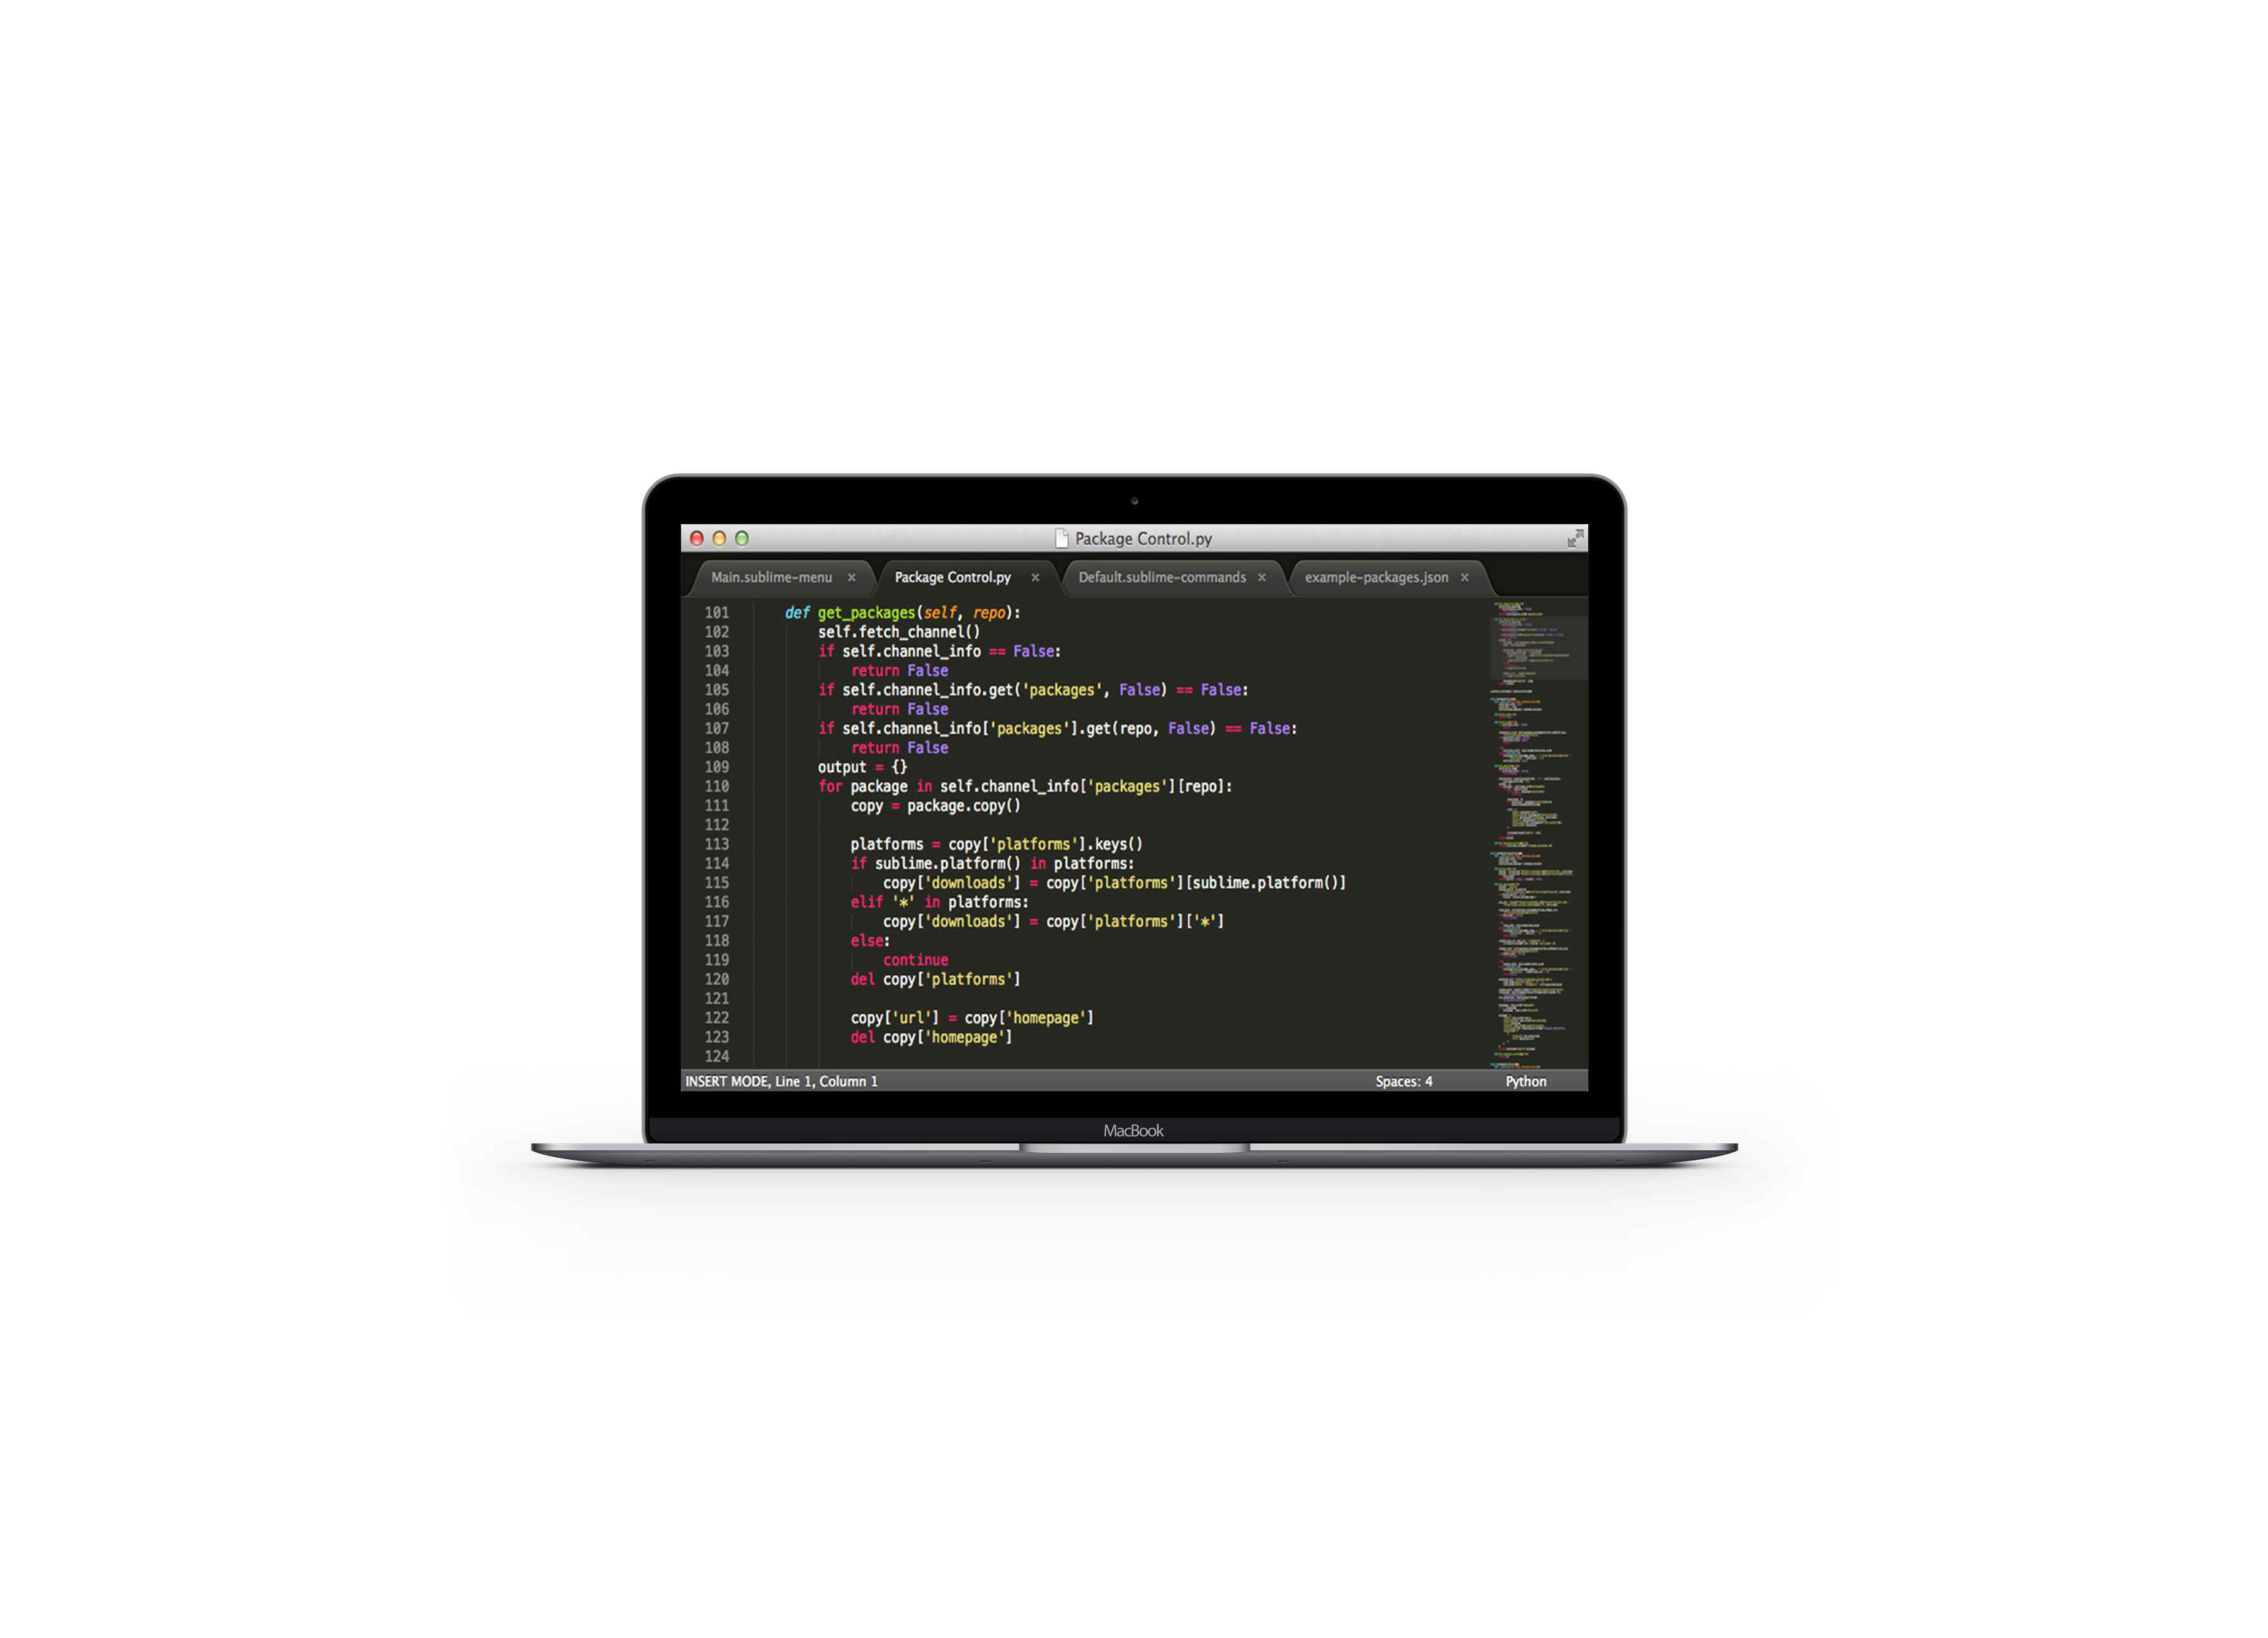 Package Control.py
Main.sublime-menu × Package Control.py × Default.sublime-commands × example-packages.json ×
101 def get_packages(self, repo):
102 self.fetch_channel()
103 if self.channel_info == False:
104 return False
105 if self.channel_info.get('packages', False) == False:
106 return False
107 if self.channel_info['packages'].get(repo, False) == False:
108 return False
109 output = {}
110 for package in self.channel_info['packages'][repo]:
111 copy = package.copy()
112
113 platforms = copy['platforms'].keys()
114 if sublime.platform() in platforms:
115 copy['downloads'] = copy['platforms'][sublime.platform()]
116 elif '*' in platforms:
117 copy['downloads'] = copy['platforms']['*']
118 else:
119 continue
120 del copy['platforms']
121
122 copy['url'] = copy['homepage']
123 del copy['homepage']
124
INSERT MODE, Line 1, Column 1 Spaces: 4 Python
MacBook